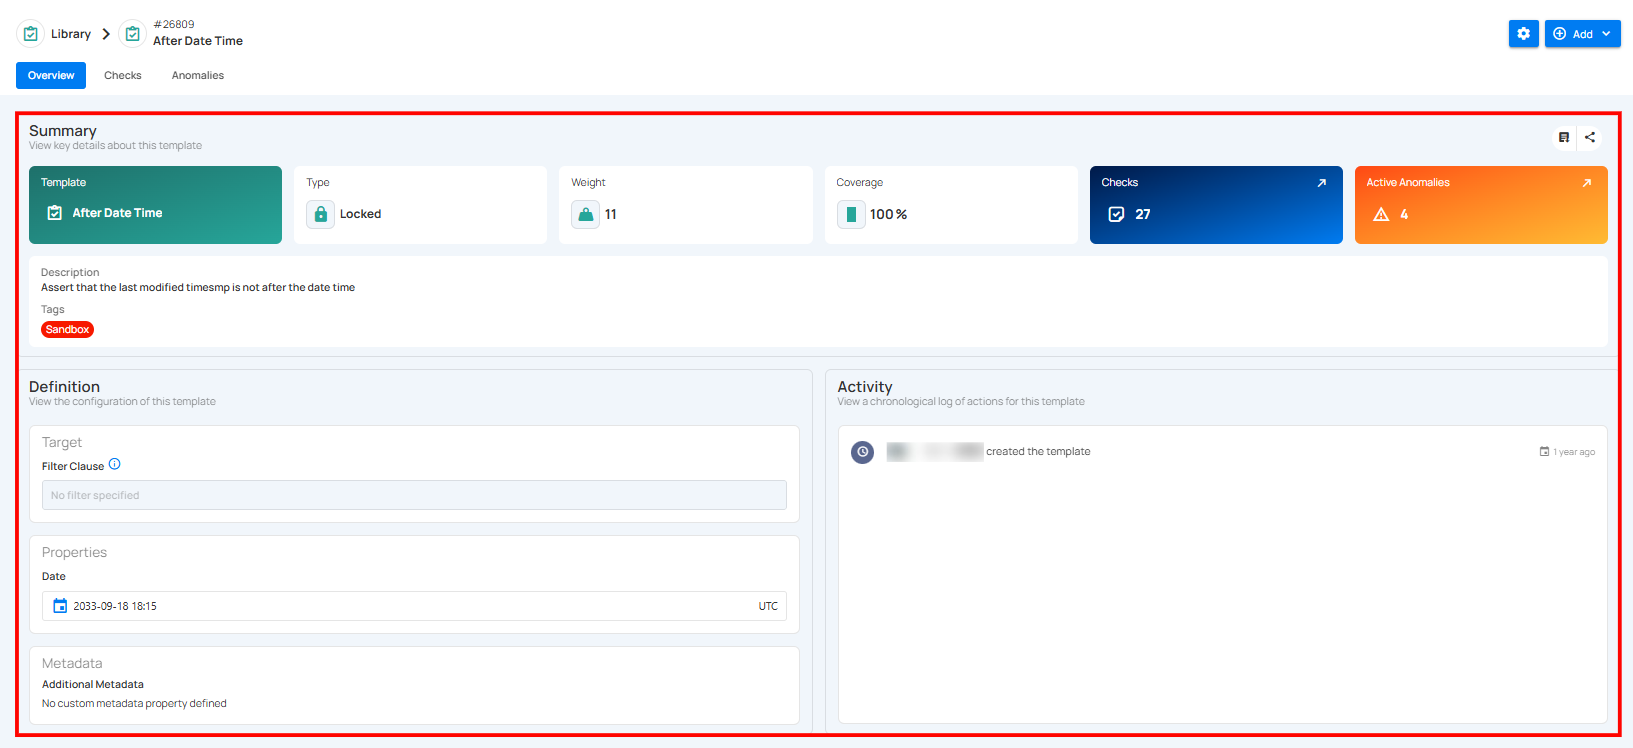 Library
#26809
After Date Time
Add
Overview
Checks
Anomalies
Summary
View key details about this template
Template
After Date Time
Type
Locked
Weight
11
Coverage
100 %
Checks
27
Active Anomalies
4
Description
Assert that the last modified timesmp is not after the date time
Tags
Sandbox
Definition
View the configuration of this template
Target
Filter Clause
No filter specified
Properties
Date
2033-09-18 18:15
UTC
Metadata
Additional Metadata
No custom metadata property defined
Activity
View a chronological log of actions for this template
created the template
1 year ago